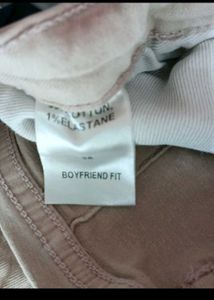 COTTON,
1% ELASTANE
BOYFRIEND FIT